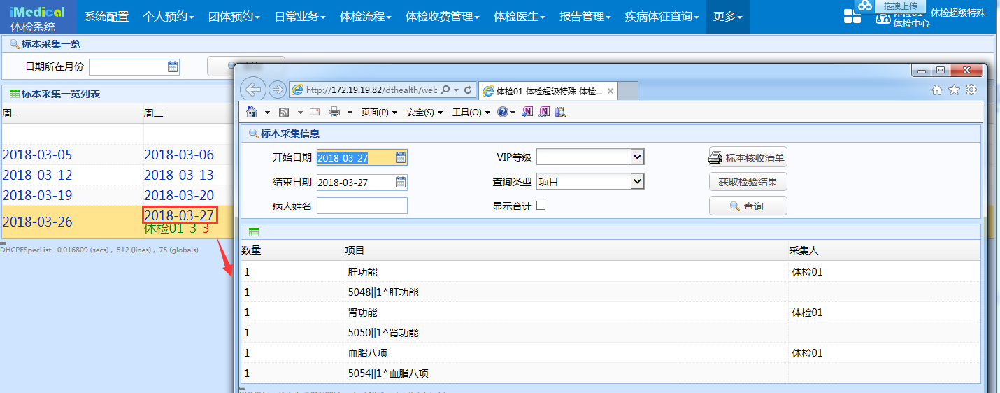 iMedical
体检系统
系统配置 个人预约 团体预约 日常业务 体检流程 体检收费管理 体检医生 报告管理 疾病体征查询 更多
拖拽上传
体检01 体检超级特殊
体检中心
标本采集一览
日期所在月份
标本采集一览列表
周一 周二
2018-03-05 2018-03-06
2018-03-12 2018-03-13
2018-03-19 2018-03-20
2018-03-26 2018-03-27
体检01-3-3
DHCPESpecList 0.016809 (secs) , 512 (lines) , 75 (globals)
http://172.19.19.82/dthealth/web
体检01 体检超级特殊 体检...
页面(P) 安全(S) 工具(O)
标本采集信息
开始日期 2018-03-27 VIP等级 标本核收清单
结束日期 2018-03-27 查询类型 项目 获取检验结果
病人姓名 显示合计 查询
数量 项目 采集人
1 肝功能 体检01
1 5048||1^肝功能
1 肾功能 体检01
1 5050||1^肾功能
1 血脂八项 体检01
1 5054||1^血脂八项